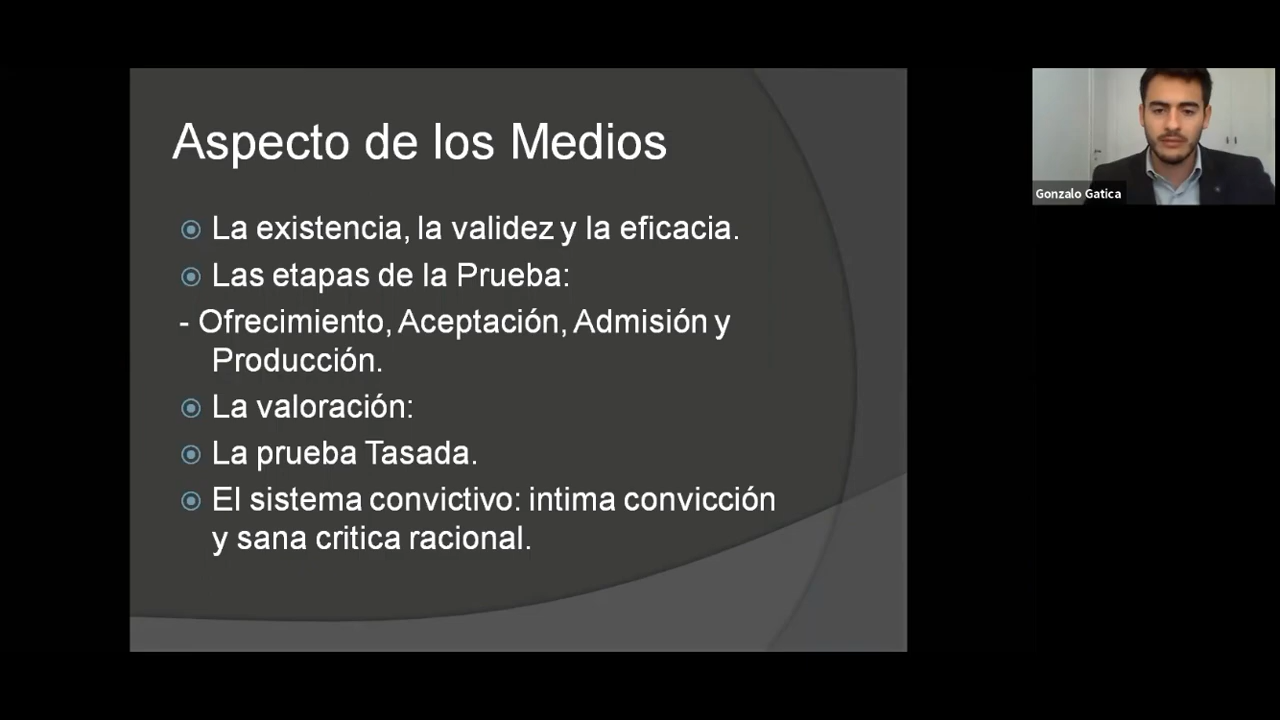 Aspecto de los Medios
La existencia, la validez y la eficacia.
Las etapas de la Prueba:
- Ofrecimiento, Aceptación, Admisión y
Producción.
La valoración:
La prueba Tasada.
El sistema convictivo: intima convicción
y sana critica racional.
Gonzalo Gatica